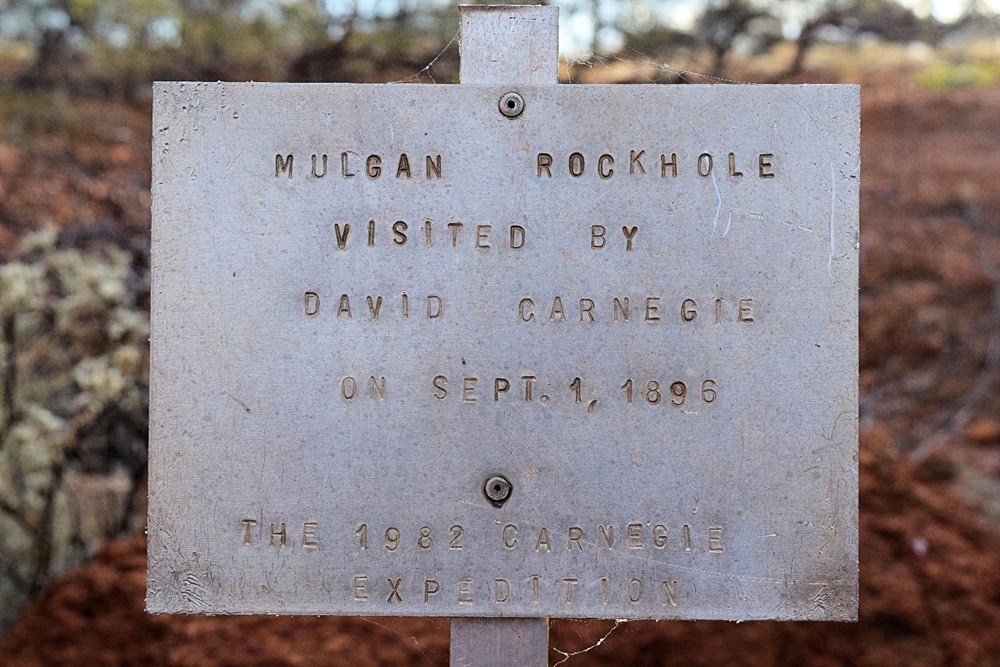 MULGAN ROCKHOLE
VISITED BY
DAVID CARNEGIE
ON SEPT. 1, 1896
THE 1982 CARNEGIE
EXPEDITION